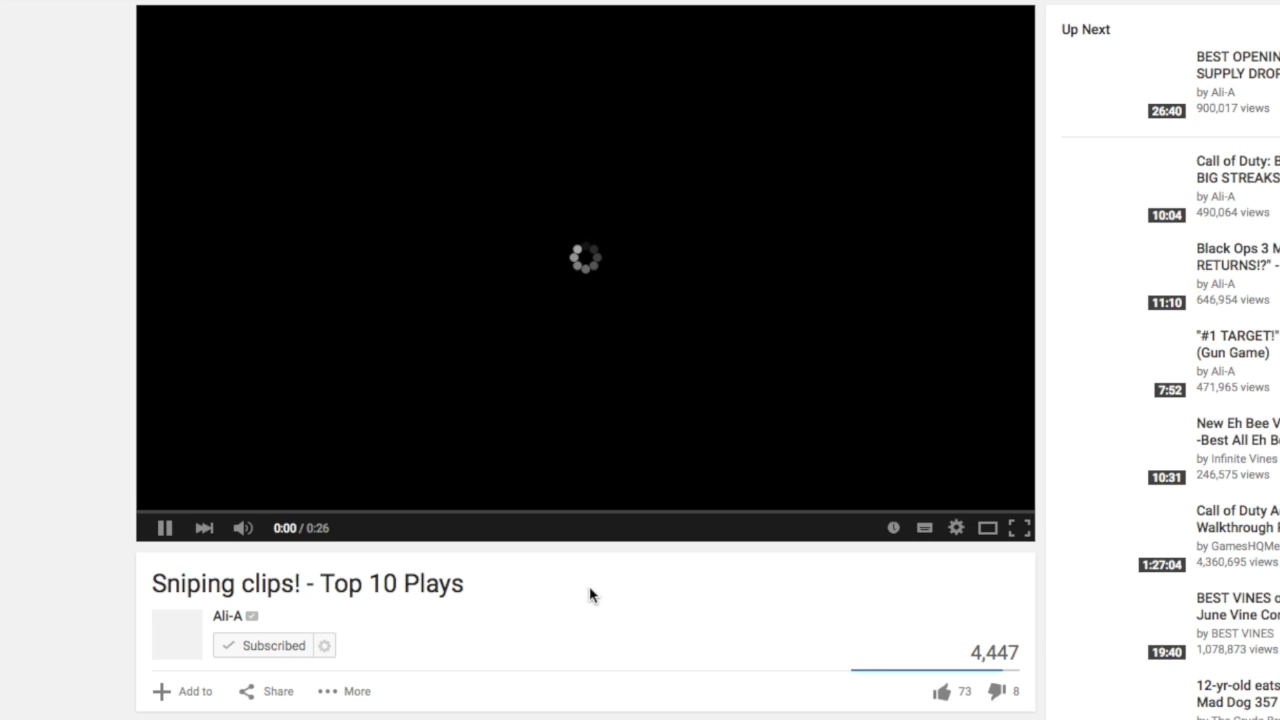 0:00 / 0:26
Sniping clips! - Top 10 Plays
Ali-A
Subscribed
4,447
Add to
Share
More
73
8
Up Next
BEST OPENIN
SUPPLY DROP
by Ali-A
900,017 views
26:40
Call of Duty: B
BIG STREAKS
by Ali-A
490,064 views
10:04
Black Ops 3 M
RETURNS!?" -
by Ali-A
646,954 views
11:10
"#1 TARGET!"
(Gun Game)
by Ali-A
471,965 views
7:52
New Eh Bee V
-Best All Eh B
by Infinite Vines
246,575 views
10:31
Call of Duty A
Walkthrough
by GamesHQMe
4,360,695 views
1:27:04
BEST VINES o
June Vine Co
by BEST VINES
1,078,873 views
19:40
12-yr-old eats
Mad Dog 357